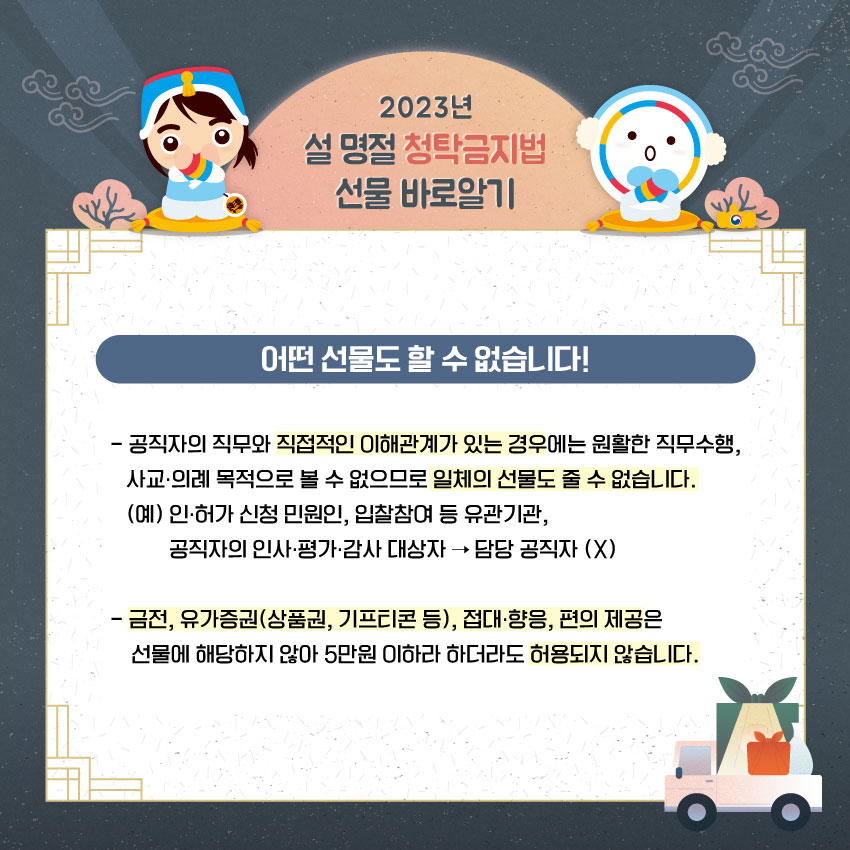 2023년
설 명절 청탁금지법
선물 바로알기
어떤 선물도 할 수 없습니다!
- 공직자의 직무와 직접적인 이해관계가 있는 경우에는 원활한 직무수행,
사교·의례 목적으로 볼 수 없으므로 일체의 선물도 줄 수 없습니다.
(예) 인·허가 신청 민원인, 입찰참여 등 유관기관,
공직자의 인사·평가·감사 대상자 → 담당 공직자 (X)
- 금전, 유가증권(상품권, 기프티콘 등), 접대·향응, 편의 제공은
선물에 해당하지 않아 5만원 이하라 하더라도 허용되지 않습니다.